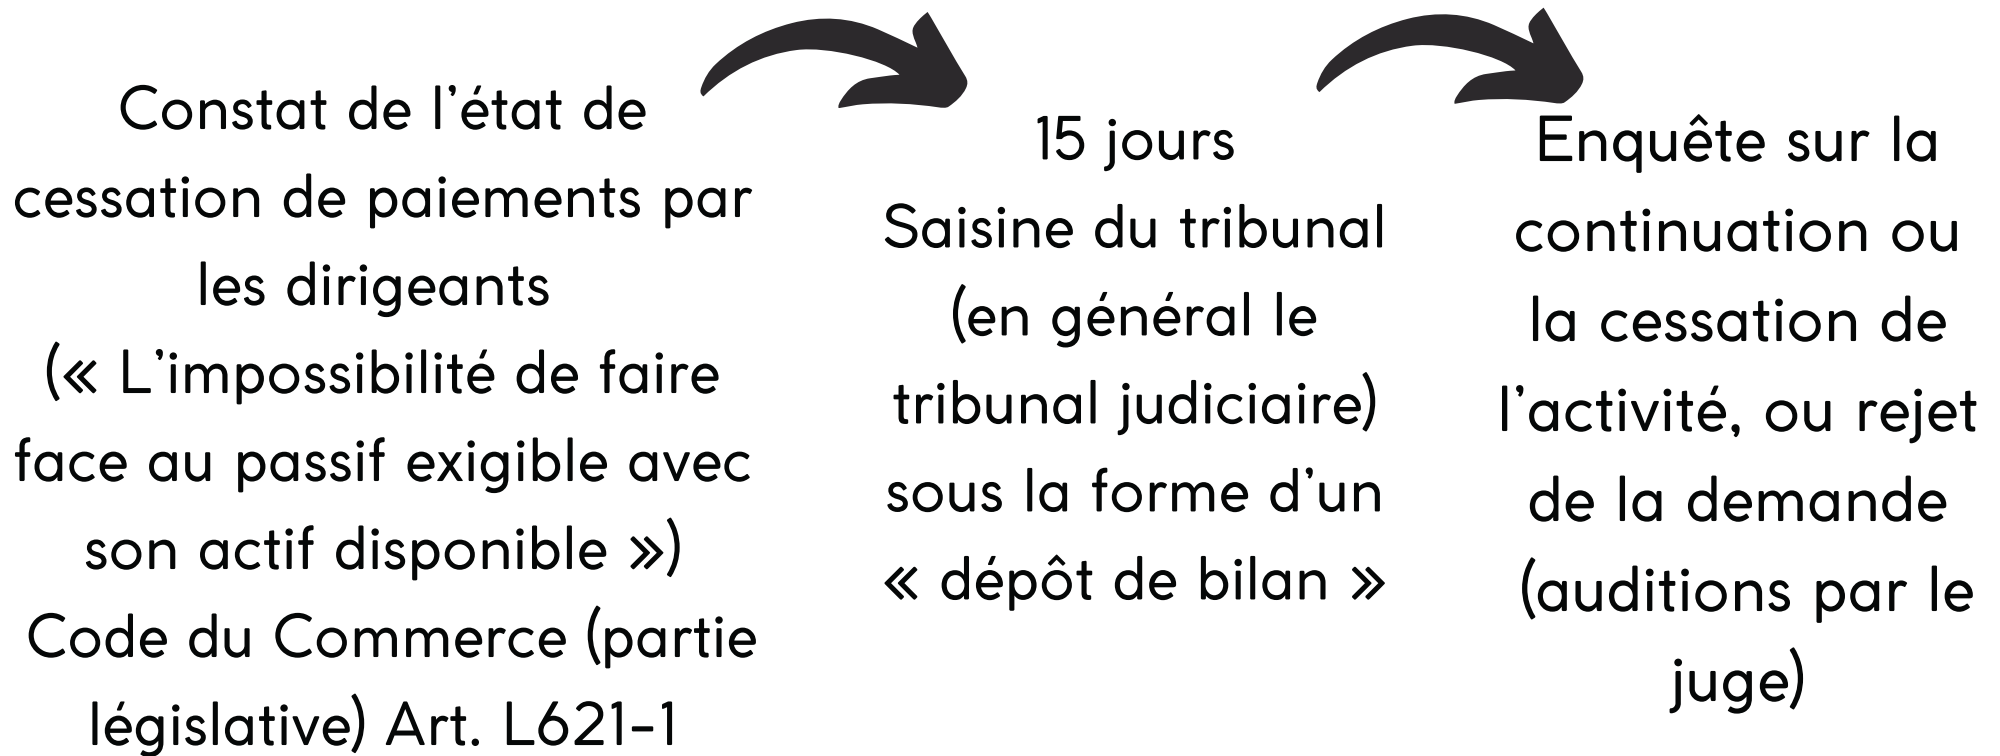 Constat de l’état de
cessation de paiements par
les dirigeants
(« L’impossibilité de faire
face au passif exigible avec
son actif disponible »)
Code du Commerce (partie
législative) Art. L621-1
15 jours
Saisine du tribunal
(en général le
tribunal judiciaire)
sous la forme d’un
« dépôt de bilan »
Enquête sur la
continuation ou
la cessation de
l’activité, ou rejet
de la demande
(auditions par le
juge)